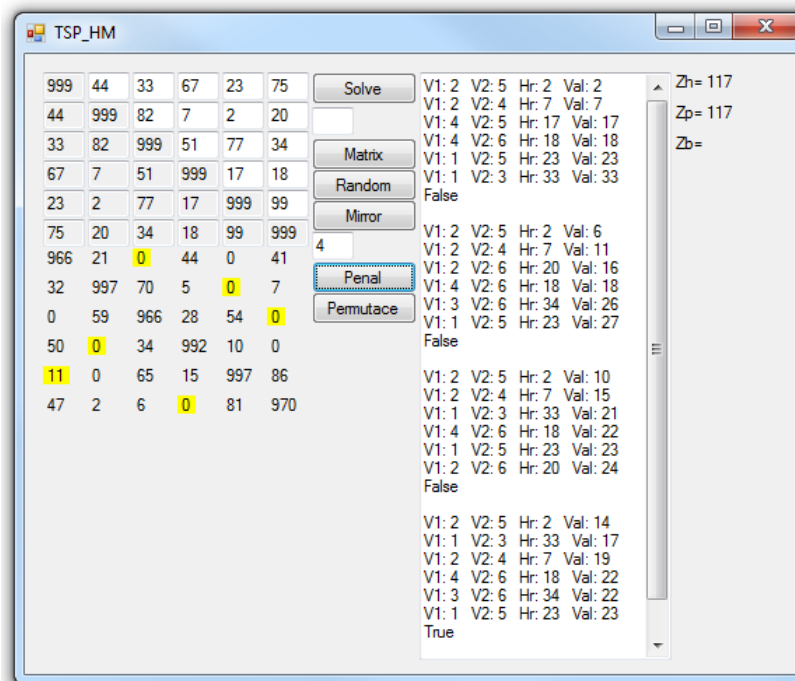 TSP_HM
999 44 33 67 23 75
44 999 82 7 2 20
33 82 999 51 77 34
67 7 51 999 17 18
23 2 77 17 999 99
75 20 34 18 99 999
966 21 0 44 0 41
32 997 70 5 0 7
0 59 966 28 54 0
50 0 34 992 10 0
11 0 65 15 997 86
47 2 6 0 81 970
Solve
Matrix
Random
Mirror
4
Penal
Permutace
V1: 2 V2: 5 Hr: 2 Val: 2
V1: 2 V2: 4 Hr: 7 Val: 7
V1: 4 V2: 5 Hr: 17 Val: 17
V1: 4 V2: 6 Hr: 18 Val: 18
V1: 1 V2: 5 Hr: 23 Val: 23
V1: 1 V2: 3 Hr: 33 Val: 33
False
V1: 2 V2: 5 Hr: 2 Val: 6
V1: 2 V2: 4 Hr: 7 Val: 11
V1: 2 V2: 6 Hr: 20 Val: 16
V1: 4 V2: 6 Hr: 18 Val: 18
V1: 3 V2: 6 Hr: 34 Val: 26
V1: 1 V2: 5 Hr: 23 Val: 27
False
V1: 2 V2: 5 Hr: 2 Val: 10
V1: 2 V2: 4 Hr: 7 Val: 15
V1: 1 V2: 3 Hr: 33 Val: 21
V1: 4 V2: 6 Hr: 18 Val: 22
V1: 1 V2: 5 Hr: 23 Val: 23
V1: 2 V2: 6 Hr: 20 Val: 24
False
V1: 2 V2: 5 Hr: 2 Val: 14
V1: 1 V2: 3 Hr: 33 Val: 17
V1: 2 V2: 4 Hr: 7 Val: 19
V1: 4 V2: 6 Hr: 18 Val: 22
V1: 3 V2: 6 Hr: 34 Val: 22
V1: 1 V2: 5 Hr: 23 Val: 23
True
Zh= 117
Zp= 117
Zb=